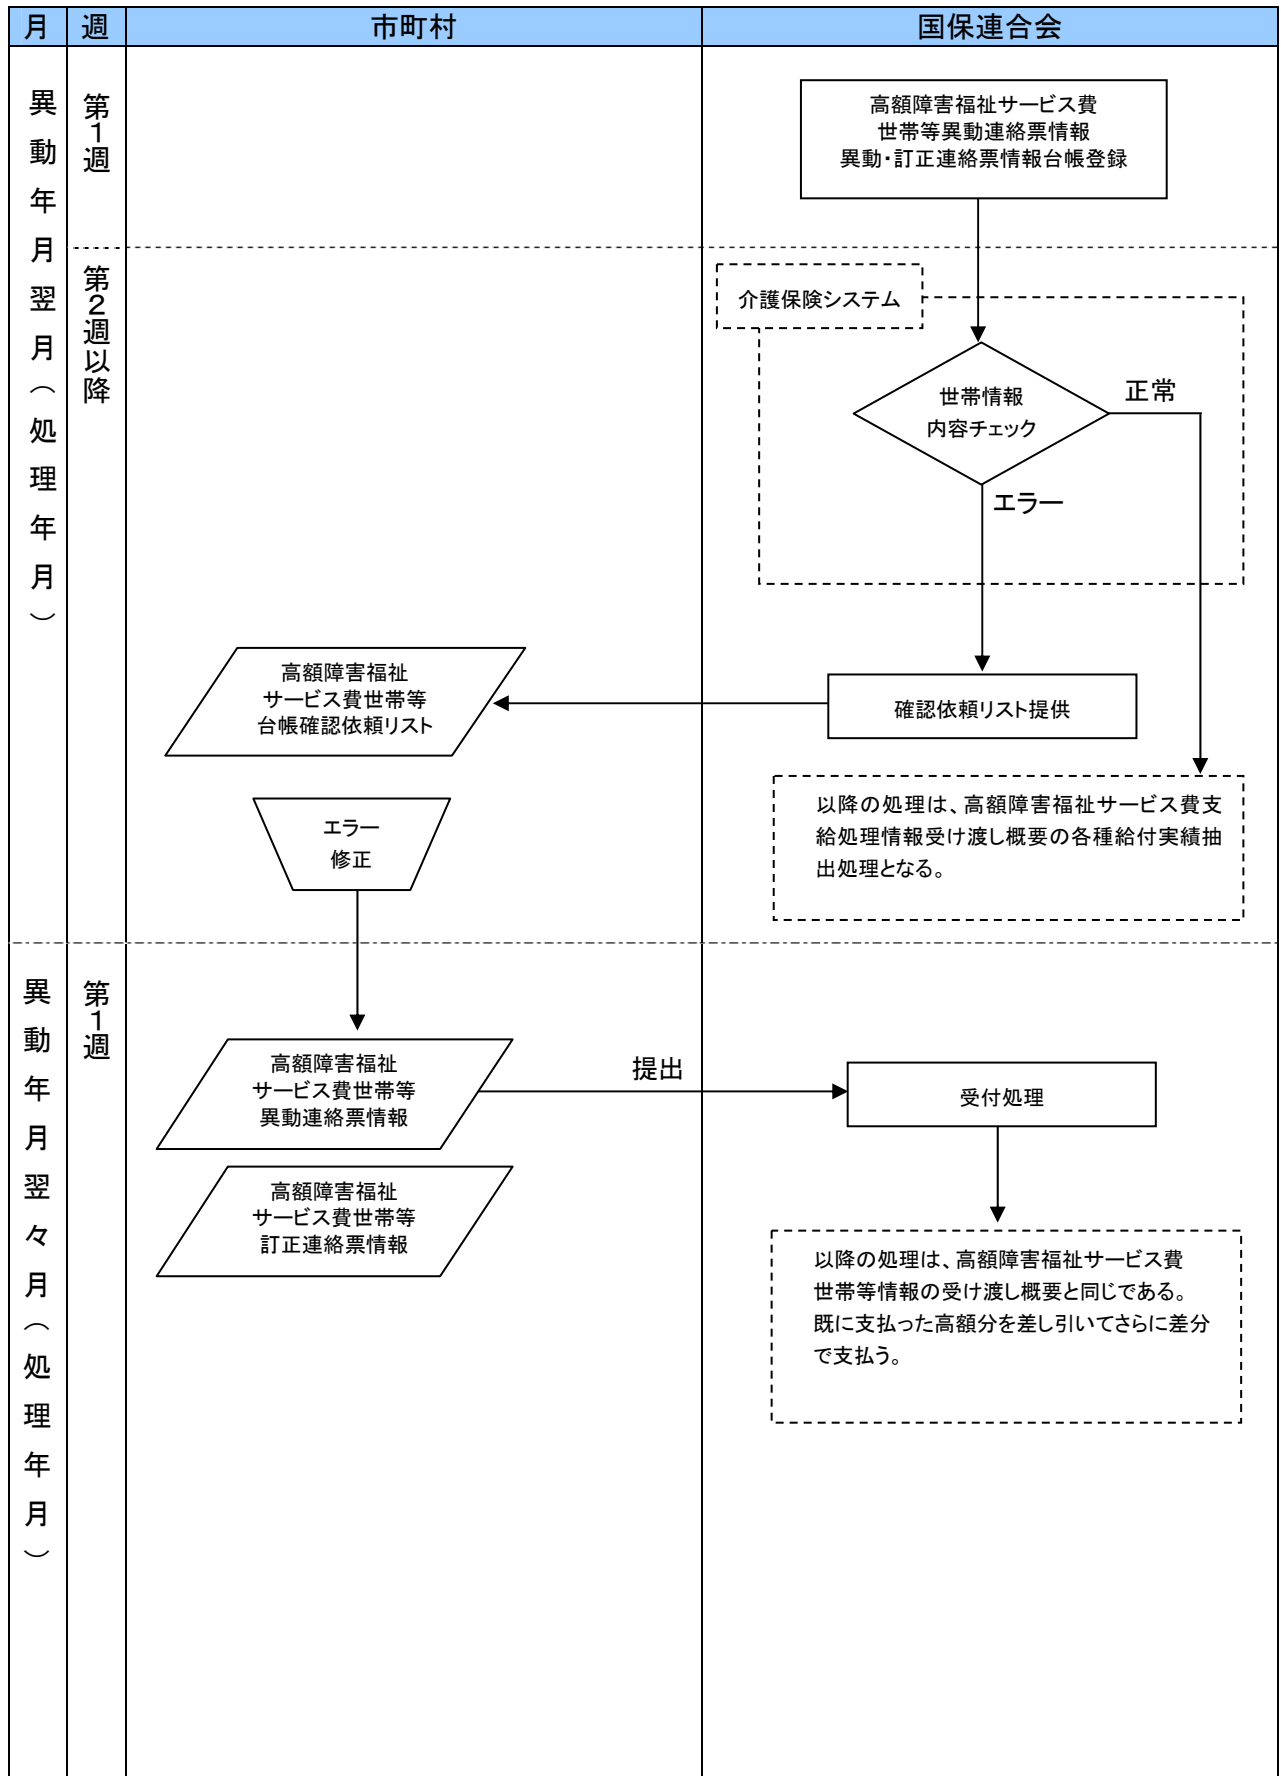 月 週 市町村 国保連合会
異動年月翌月（処理年月）
第1週
高額障害福祉サービス費
世帯等異動連絡票情報
異動・訂正連絡票情報台帳登録
第2週以降
介護保険システム
世帯情報
内容チェック
正常
エラー
確認依頼リスト提供
高額障害福祉
サービス費世帯等
台帳確認依頼リスト
エラー
修正
以降の処理は、高額障害福祉サービス費支
給処理情報受け渡し概要の各種給付実績抽
出処理となる。
異動年月翌々月（処理年月）
第1週
高額障害福祉
サービス費世帯等
異動連絡票情報
提出
受付処理
高額障害福祉
サービス費世帯等
訂正連絡票情報
以降の処理は、高額障害福祉サービス費
世帯等情報の受け渡し概要と同じである。
既に支払った高額分を差し引いてさらに差分
で支払う。